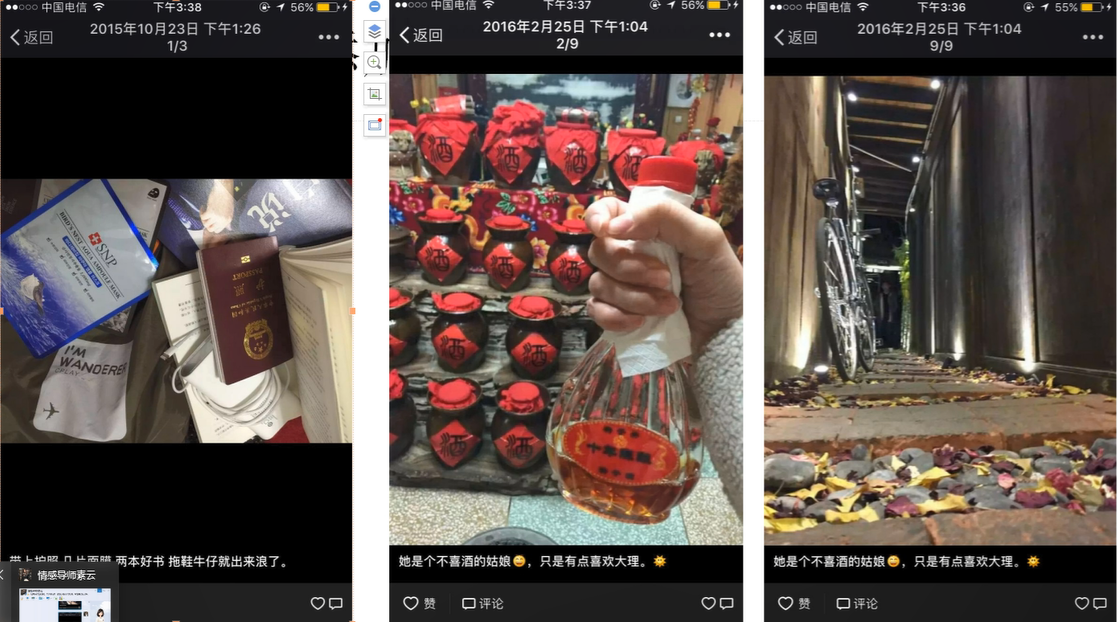 中国电信
下午3:38
56%
返回
2015年10月23日 下午1:26
1/3
SNP
BIRD'S NEST AQUA AMPOULE MASK
PASSPORT
I'M
WANDERER
带上护照 几片面膜 两本好书 拖鞋牛仔就出来浪了。
情感导师素云
中国电信
下午3:37
56%
返回
2016年2月25日 下午1:04
2/9
酒
酒
酒
酒
酒
酒
酒
酒
酒
酒
酒
她是个不喜酒的姑娘😄，只是有点喜欢大理。🌞
赞
评论
中国电信
下午3:36
55%
返回
2016年2月25日 下午1:04
9/9
她是个不喜酒的姑娘😄，只是有点喜欢大理。🌞
赞
评论